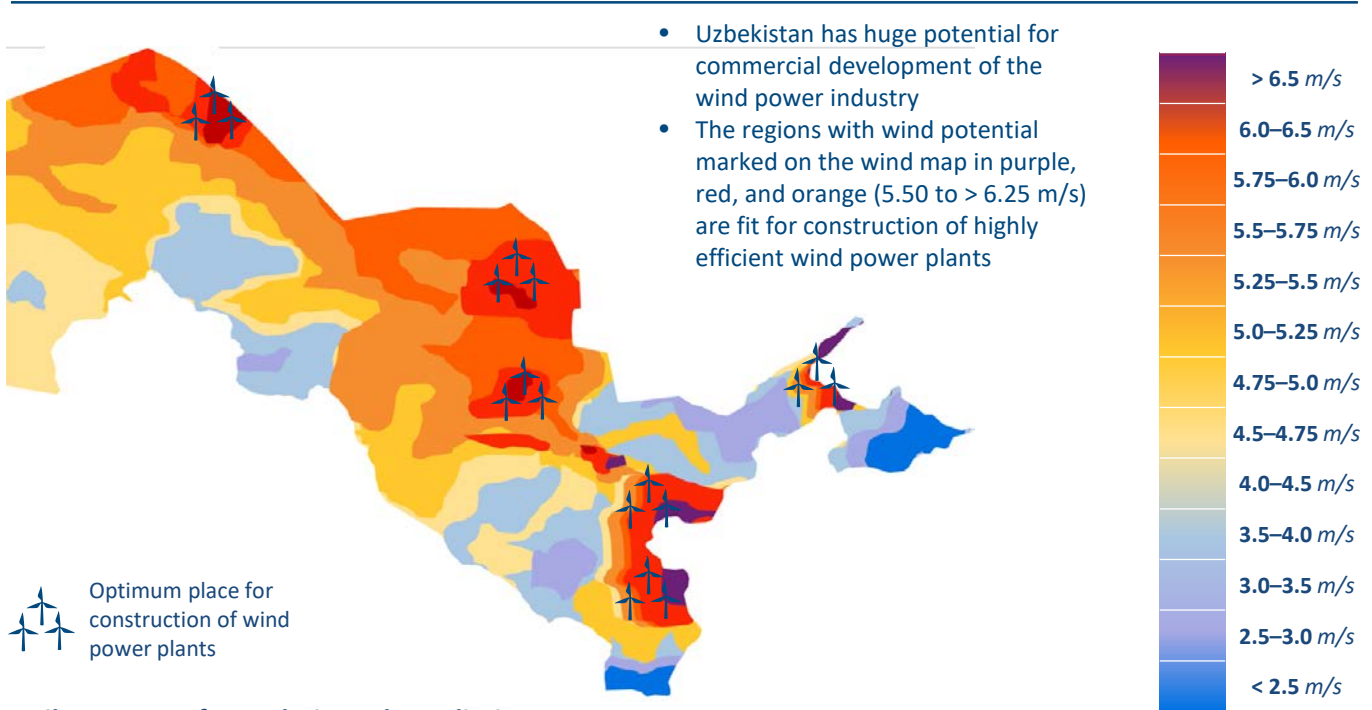 • Uzbekistan has huge potential for
commercial development of the
wind power industry
• The regions with wind potential
marked on the wind map in purple,
red, and orange (5.50 to > 6.25 m/s)
are fit for construction of highly
efficient wind power plants
> 6.5 m/s
6.0–6.5 m/s
5.75–6.0 m/s
5.5–5.75 m/s
5.25–5.5 m/s
5.0–5.25 m/s
4.75–5.0 m/s
4.5–4.75 m/s
4.0–4.5 m/s
3.5–4.0 m/s
3.0–3.5 m/s
2.5–3.0 m/s
< 2.5 m/s
Optimum place for
construction of wind
power plants